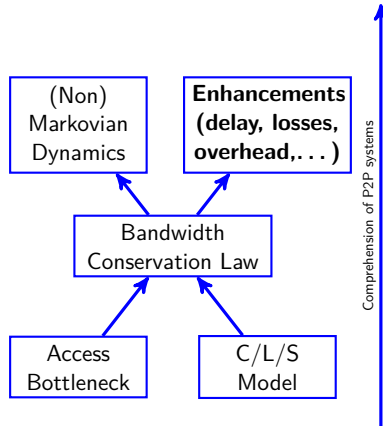 (Non)
Markovian
Dynamics
Enhancements
(delay, losses,
overhead,. . . )
Bandwidth
Conservation Law
Access
Bottleneck
C/L/S
Model
Comprehension of P2P systems